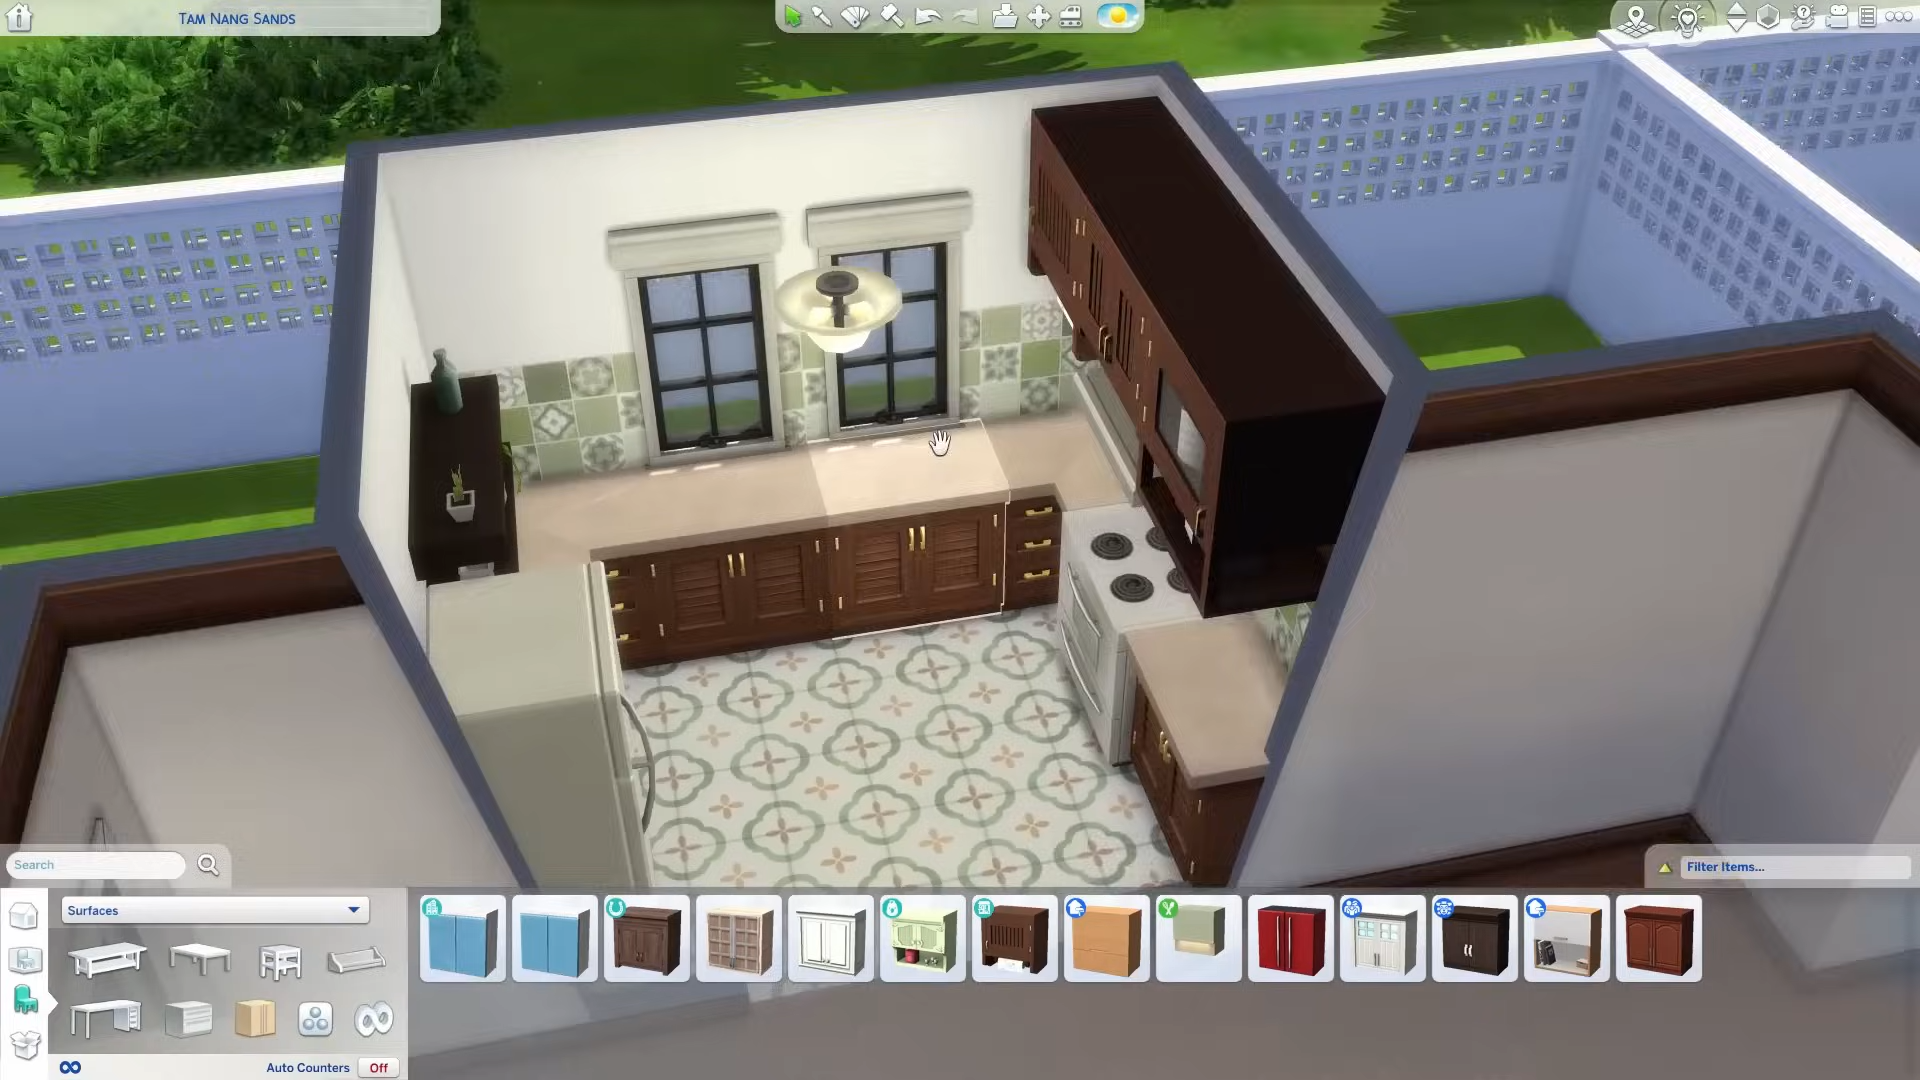 TAM NANG SANDS
Search
Filter Items...
Surfaces
Auto Counters Off